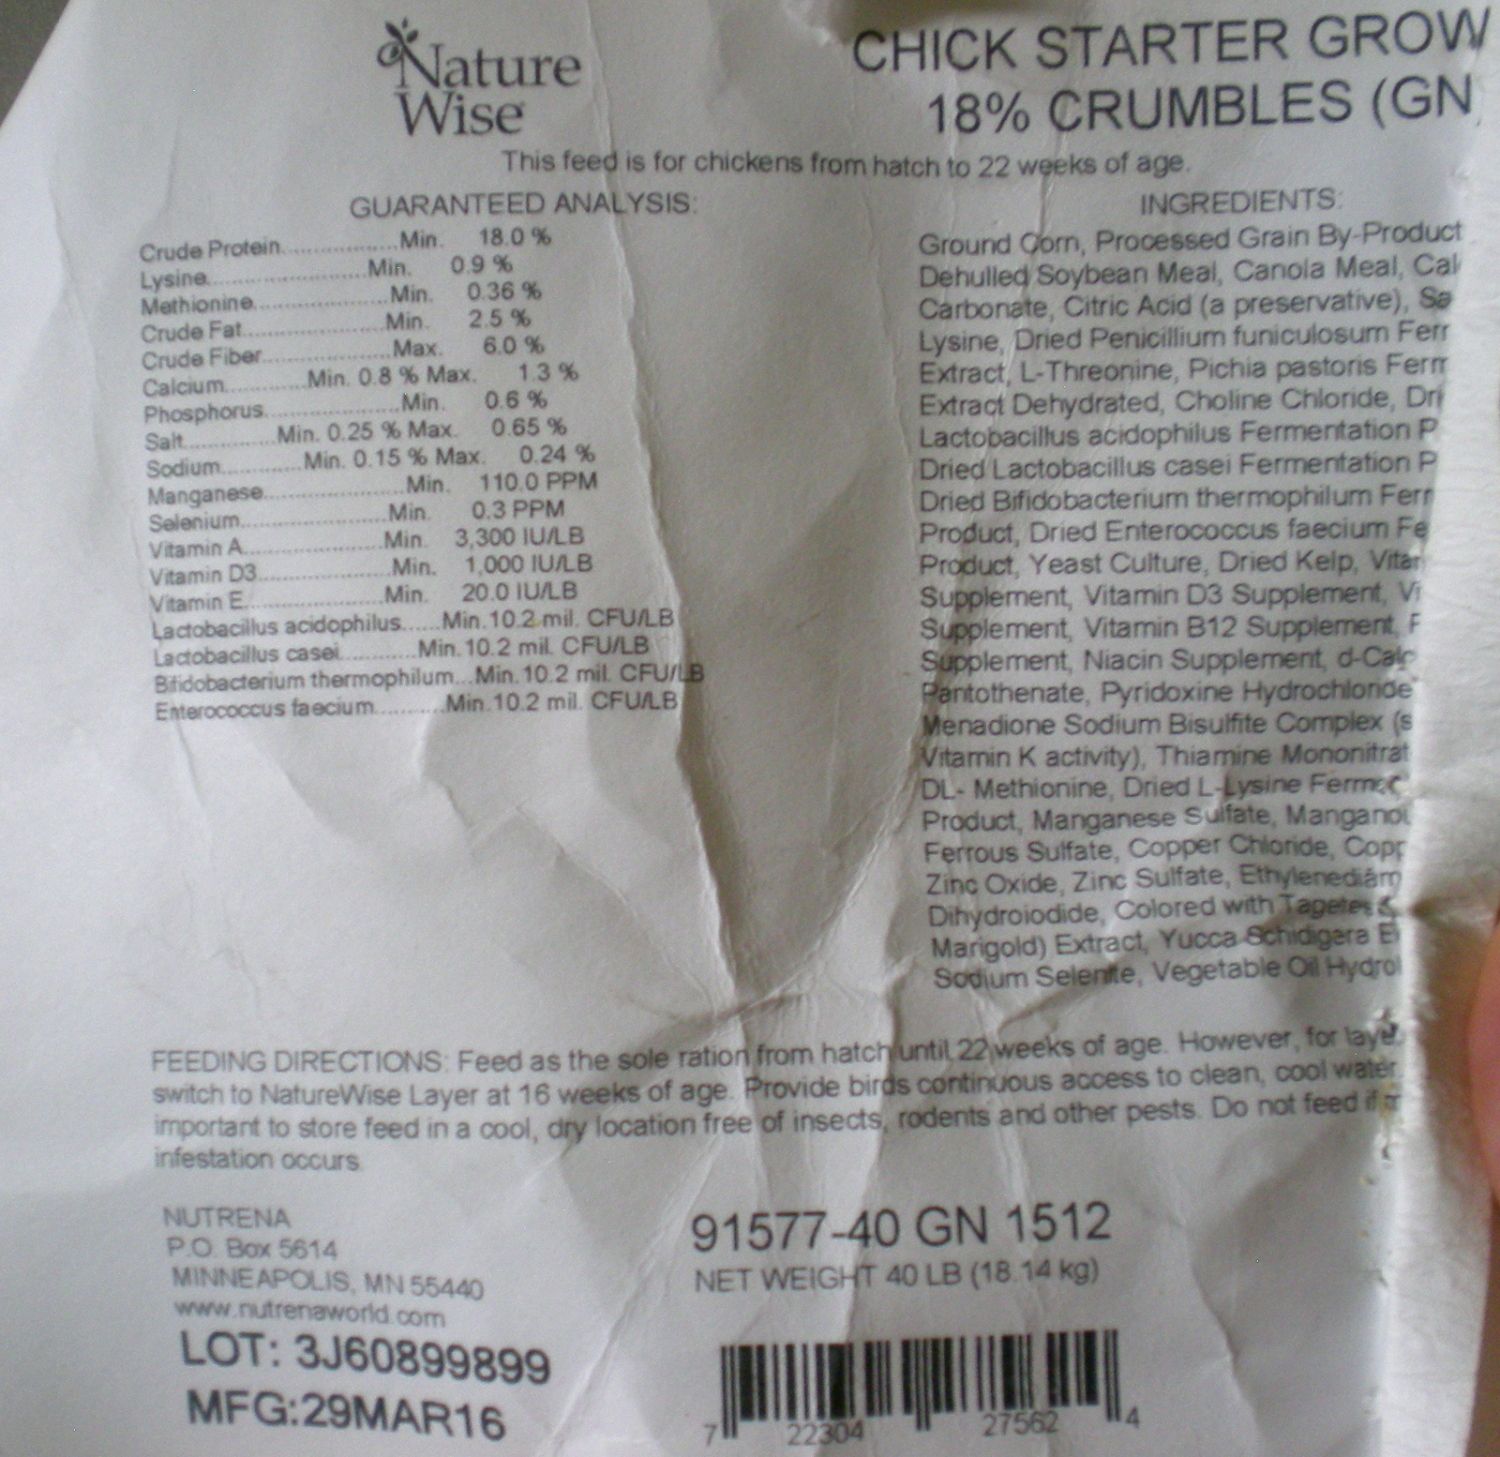 Nature
Wise
CHICK STARTER GROW
18% CRUMBLES (GN
This feed is for chickens from hatch to 22 weeks of age.
GUARANTEED ANALYSIS:
Crude Protein..................Min. 18.0 %
Lysine.........................Min. 0.9 %
Methionine.....................Min. 0.36 %
Crude Fat......................Min. 2.5 %
Crude Fiber....................Max. 6.0 %
Calcium............Min. 0.8 % Max. 1.3 %
Phosphorus.....................Min. 0.6 %
Salt.............Min. 0.25 % Max. 0.65 %
Sodium............Min. 0.15 % Max. 0.24 %
Manganese......................Min. 110.0 PPM
Selenium.......................Min. 0.3 PPM
Vitamin A......................Min. 3,300 IU/LB
Vitamin D3.....................Min. 1,000 IU/LB
Vitamin E......................Min. 20.0 IU/LB
Lactobacillus acidophilus......Min. 10.2 mil. CFU/LB
Lactobacillus casei............Min. 10.2 mil. CFU/LB
Bifidobacterium thermophilum...Min. 10.2 mil. CFU/LB
Enterococcus faecium...........Min. 10.2 mil. CFU/LB
INGREDIENTS:
Ground Corn, Processed Grain By-Product
Dehulled Soybean Meal, Canola Meal, Cal
Carbonate, Citric Acid (a preservative), Sa
Lysine, Dried Penicillium funiculosum Ferr
Extract, L-Threonine, Pichia pastoris Ferm
Extract Dehydrated, Choline Chloride, Dri
Lactobacillus acidophilus Fermentation P
Dried Lactobacillus casei Fermentation P
Dried Bifidobacterium thermophilum Ferr
Product, Dried Enterococcus faecium Fe
Product, Yeast Culture, Dried Kelp, Vitar
Supplement, Vitamin D3 Supplement, Vi
Supplement, Vitamin B12 Supplement,
Supplement, Niacin Supplement, d-Calc
Pantothenate, Pyridoxine Hydrochloride
Menadione Sodium Bisulfite Complex (s
Vitamin K activity), Thiamine Mononitrat
DL- Methionine, Dried L-Lysine Ferme
Product, Manganese Sulfate, Mangano
Ferrous Sulfate, Copper Chloride, Copp
Zinc Oxide, Zinc Sulfate, Ethylenediam
Dihydroiodide, Colored with Tagetes
Marigold) Extract, Yucca Schidigera E
Sodium Selenite, Vegetable Oil Hydro
FEEDING DIRECTIONS: Feed as the sole ration from hatch until 22 weeks of age. However, for laye
switch to NatureWise Layer at 16 weeks of age. Provide birds continuous access to clean, cool water
important to store feed in a cool, dry location free of insects, rodents and other pests. Do not feed if
infestation occurs.
NUTRENA
P.O. Box 5614
MINNEAPOLIS, MN 55440
www.nutrenaworld.com
LOT: 3J60899899
MFG:29MAR16
91577-40 GN 1512
NET WEIGHT 40 LB (18.14 kg)
7 22304 27562 4